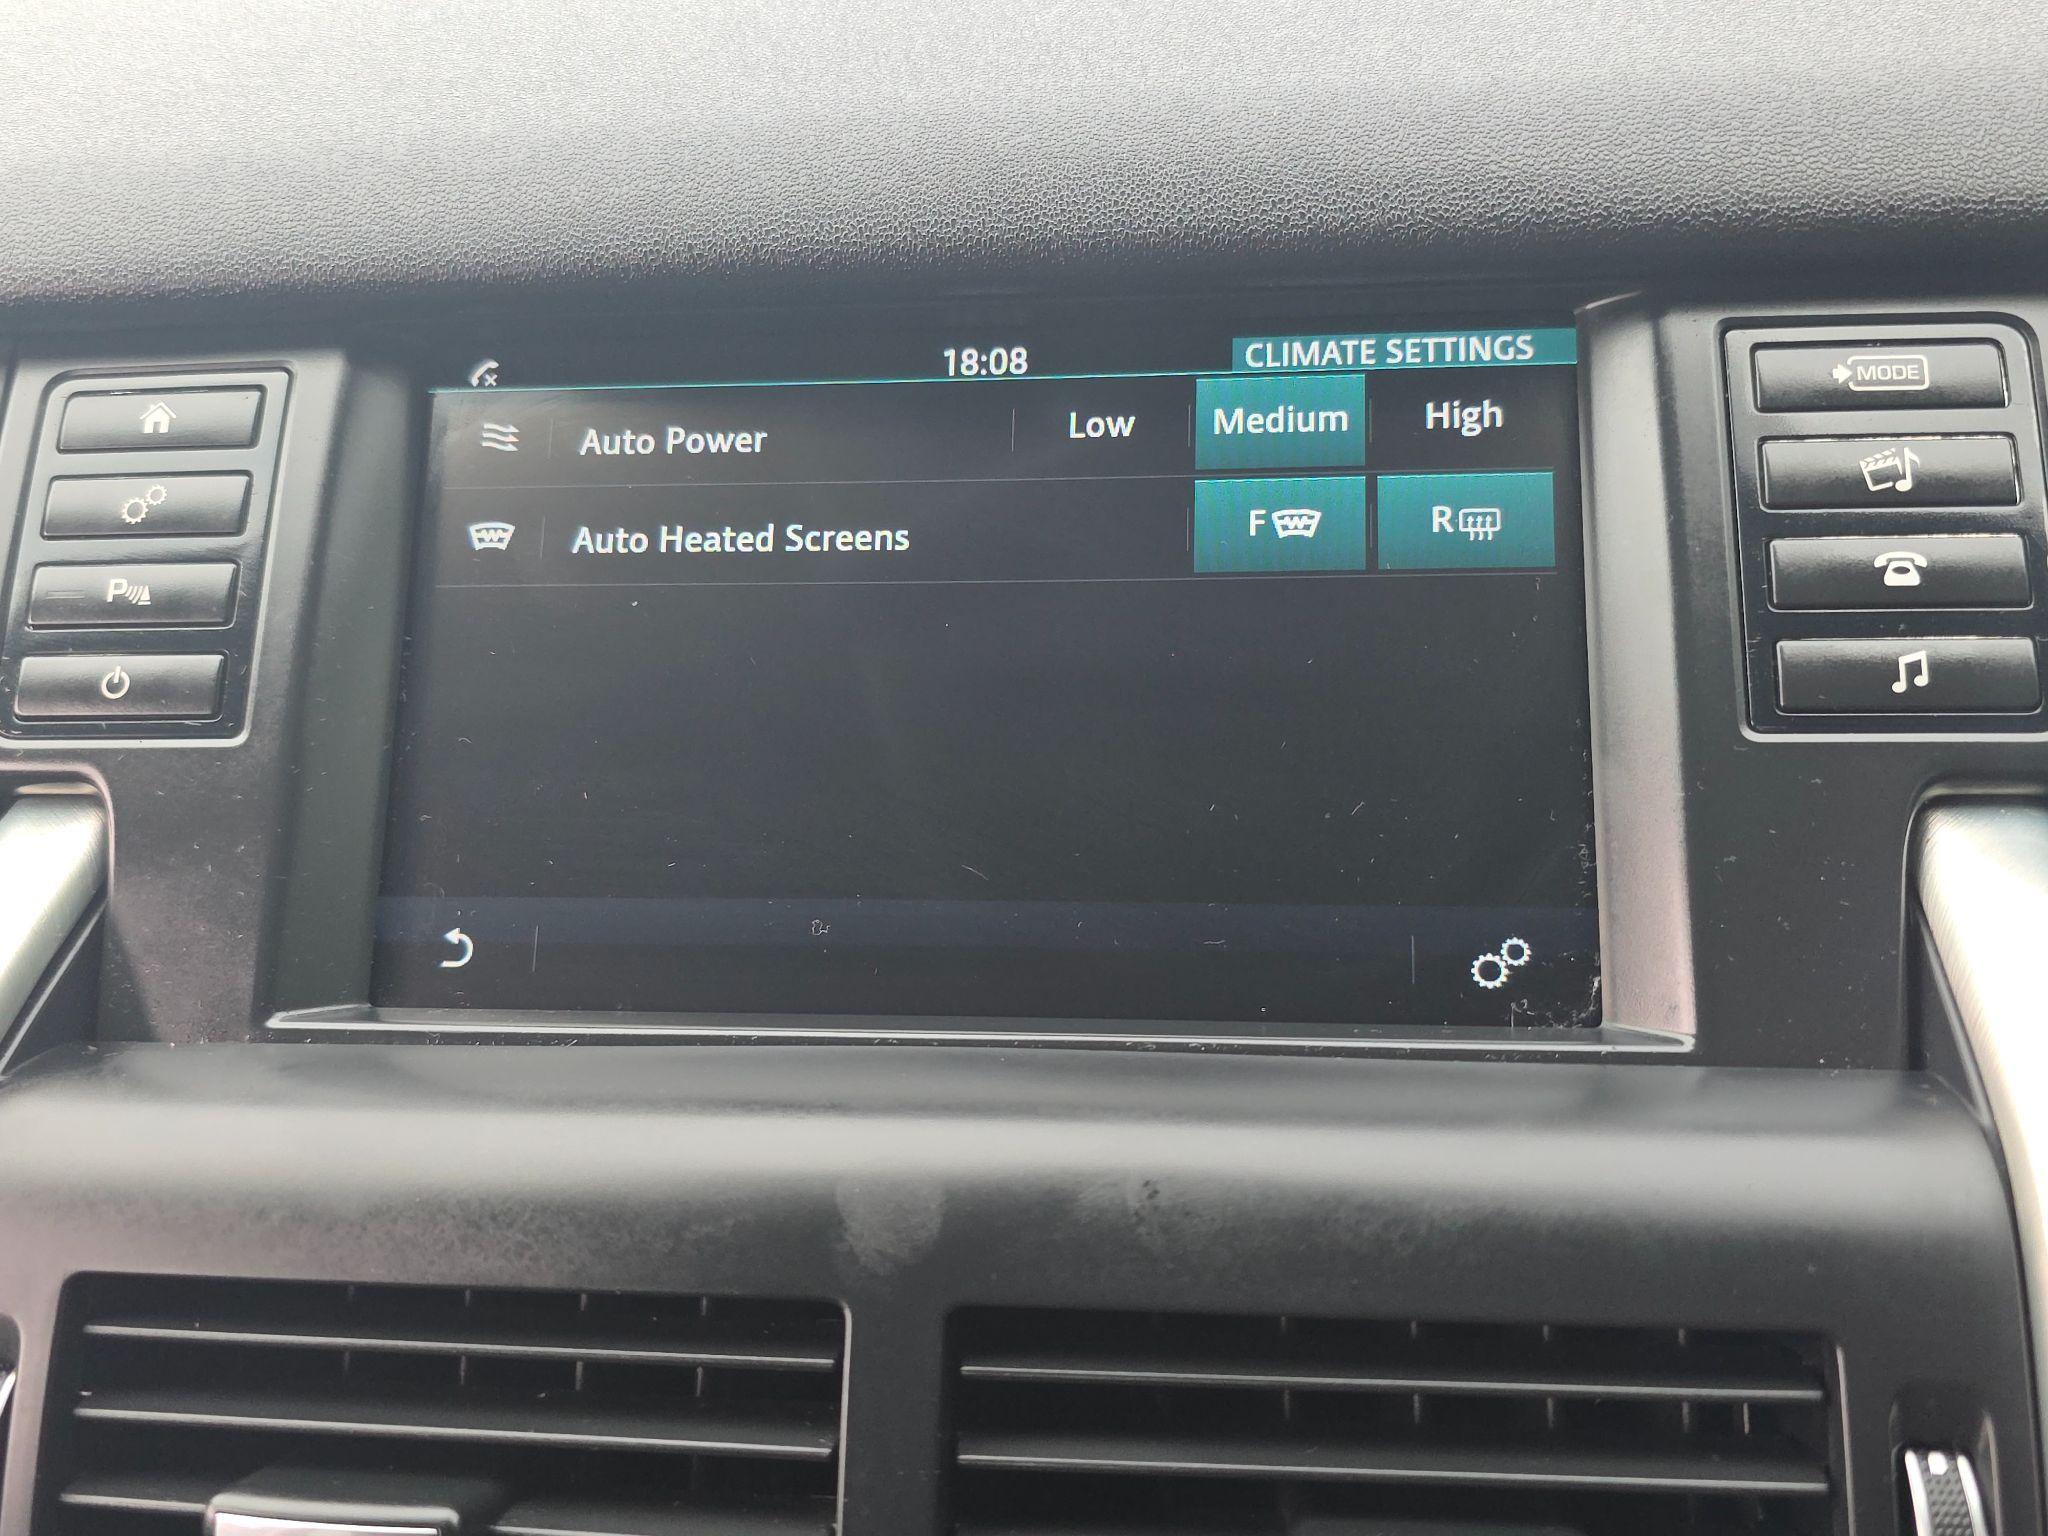 18:08
CLIMATE SETTINGS
Auto Power Low Medium High
Auto Heated Screens F R
MODE
P